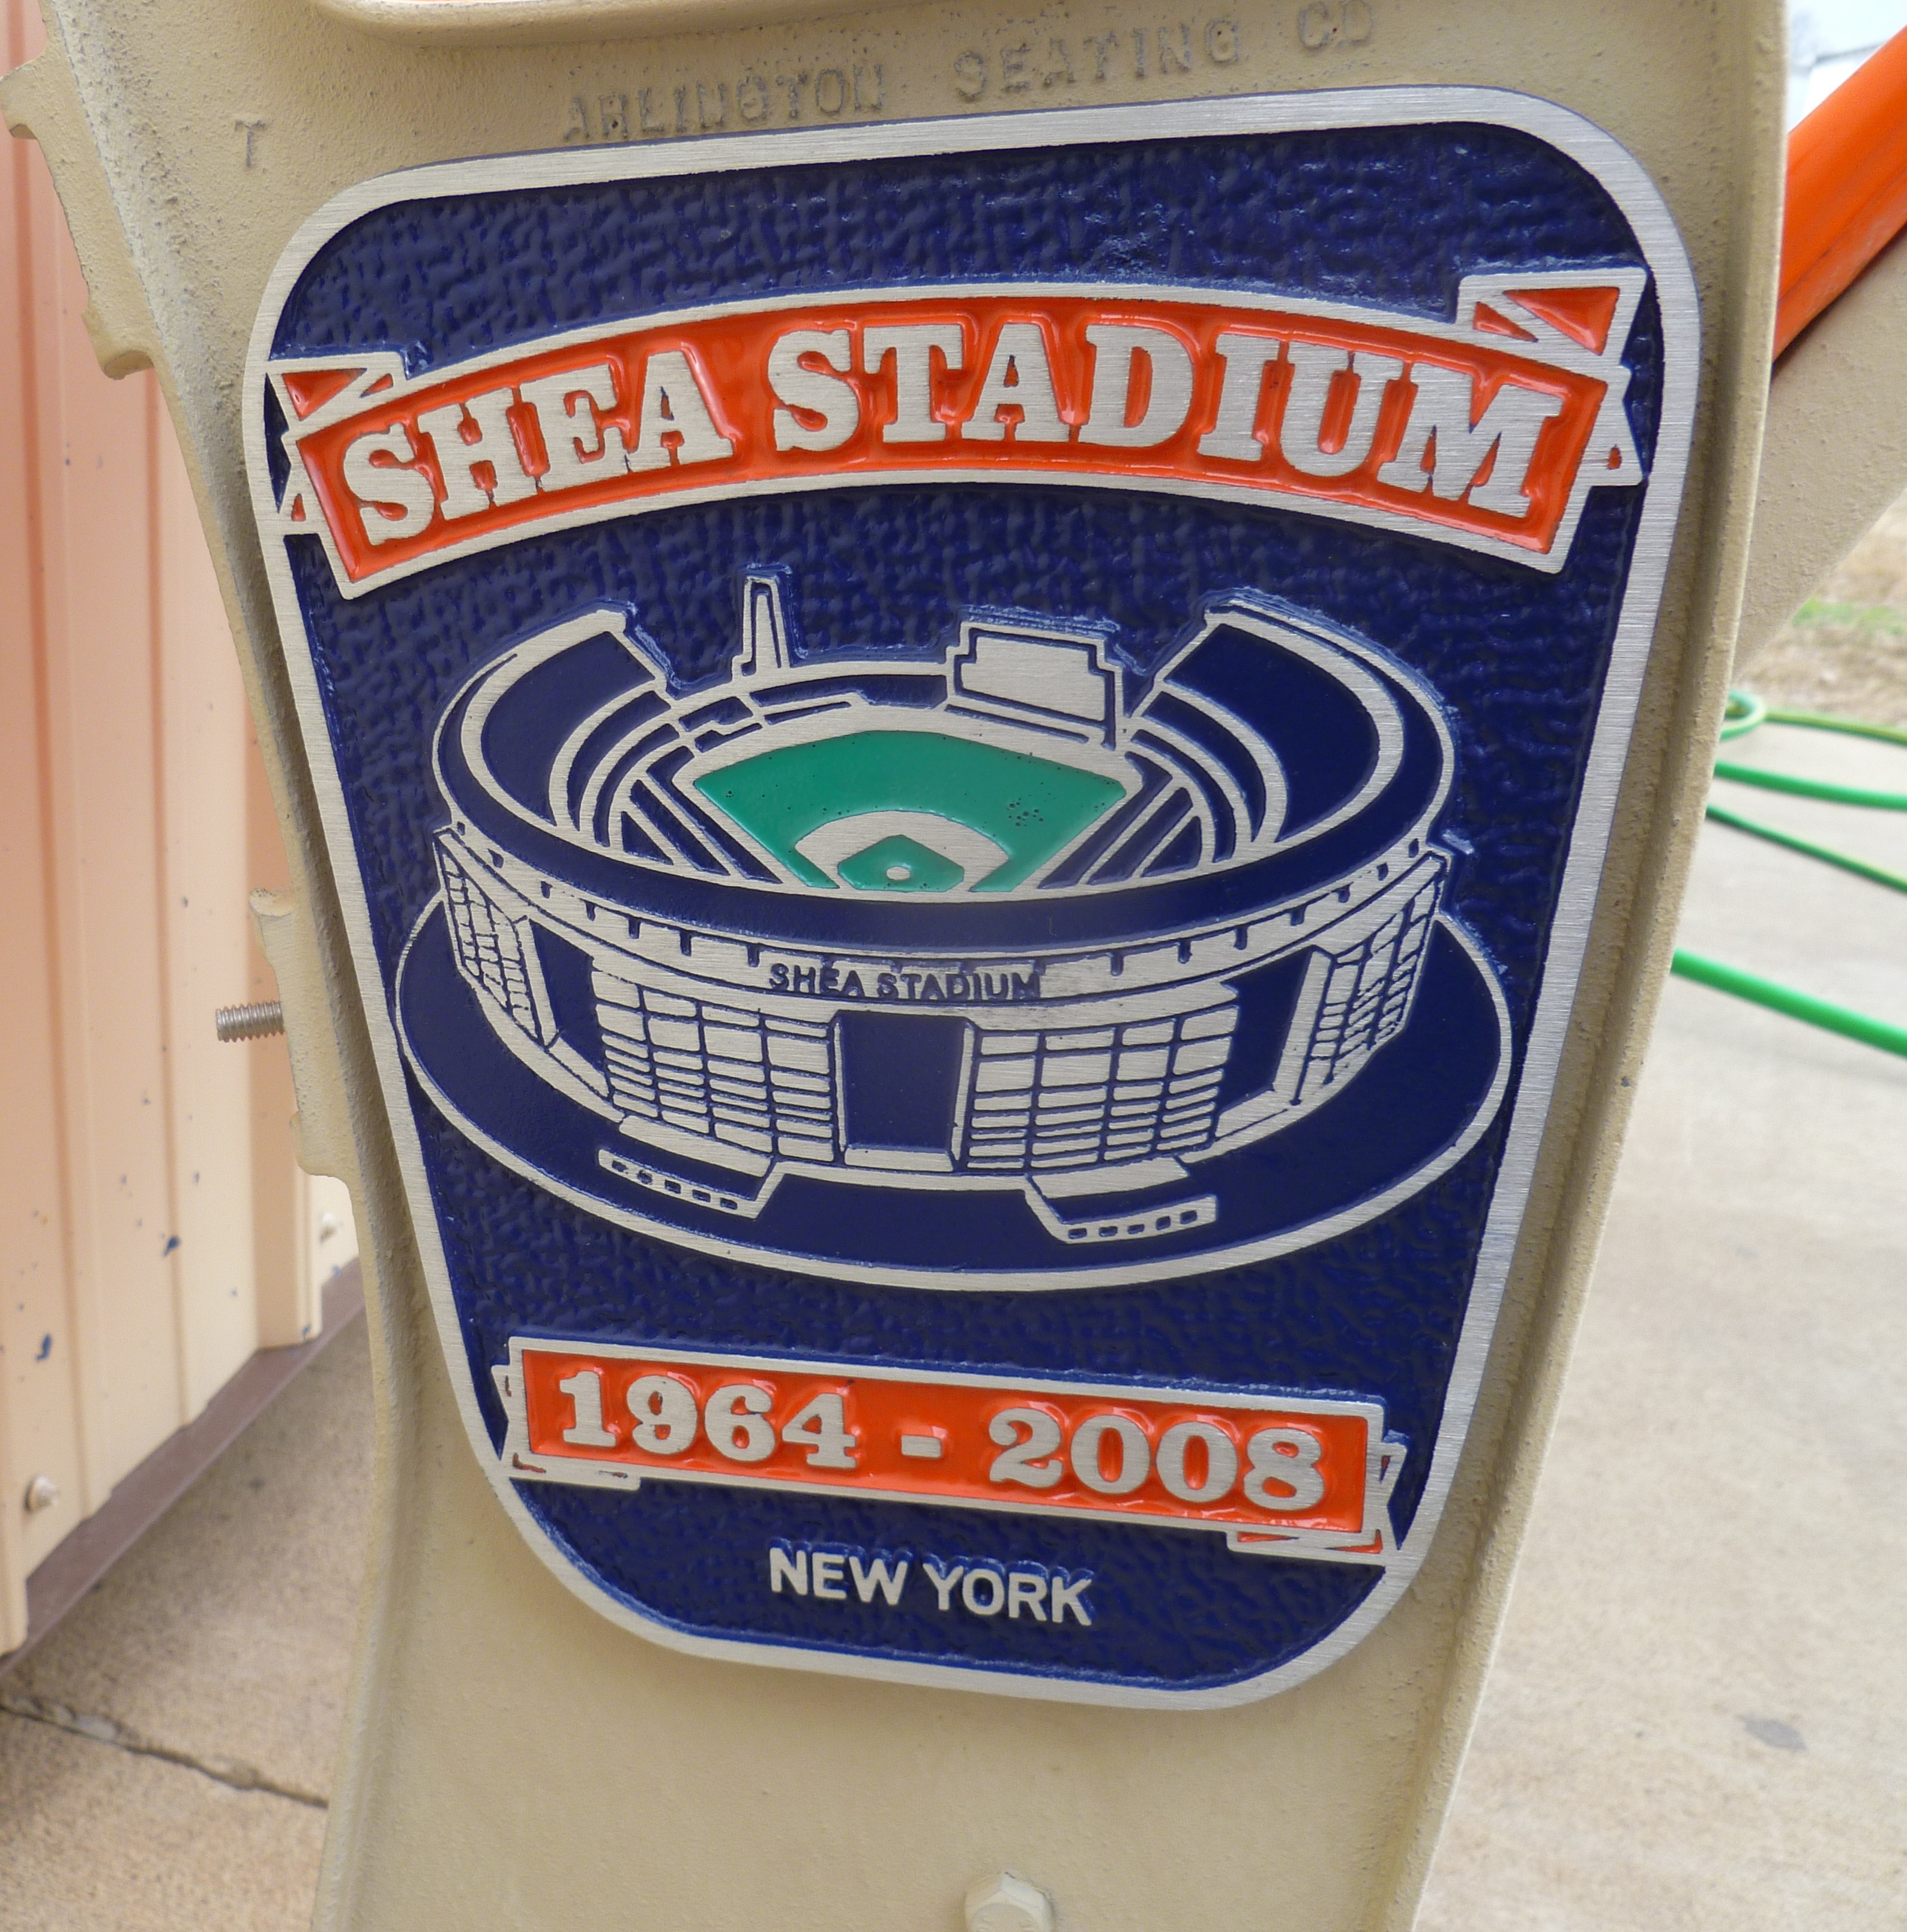 ARLINGTON SEATING CO
T
SHEA STADIUM
SHEA STADIUM
1964 - 2008
NEW YORK